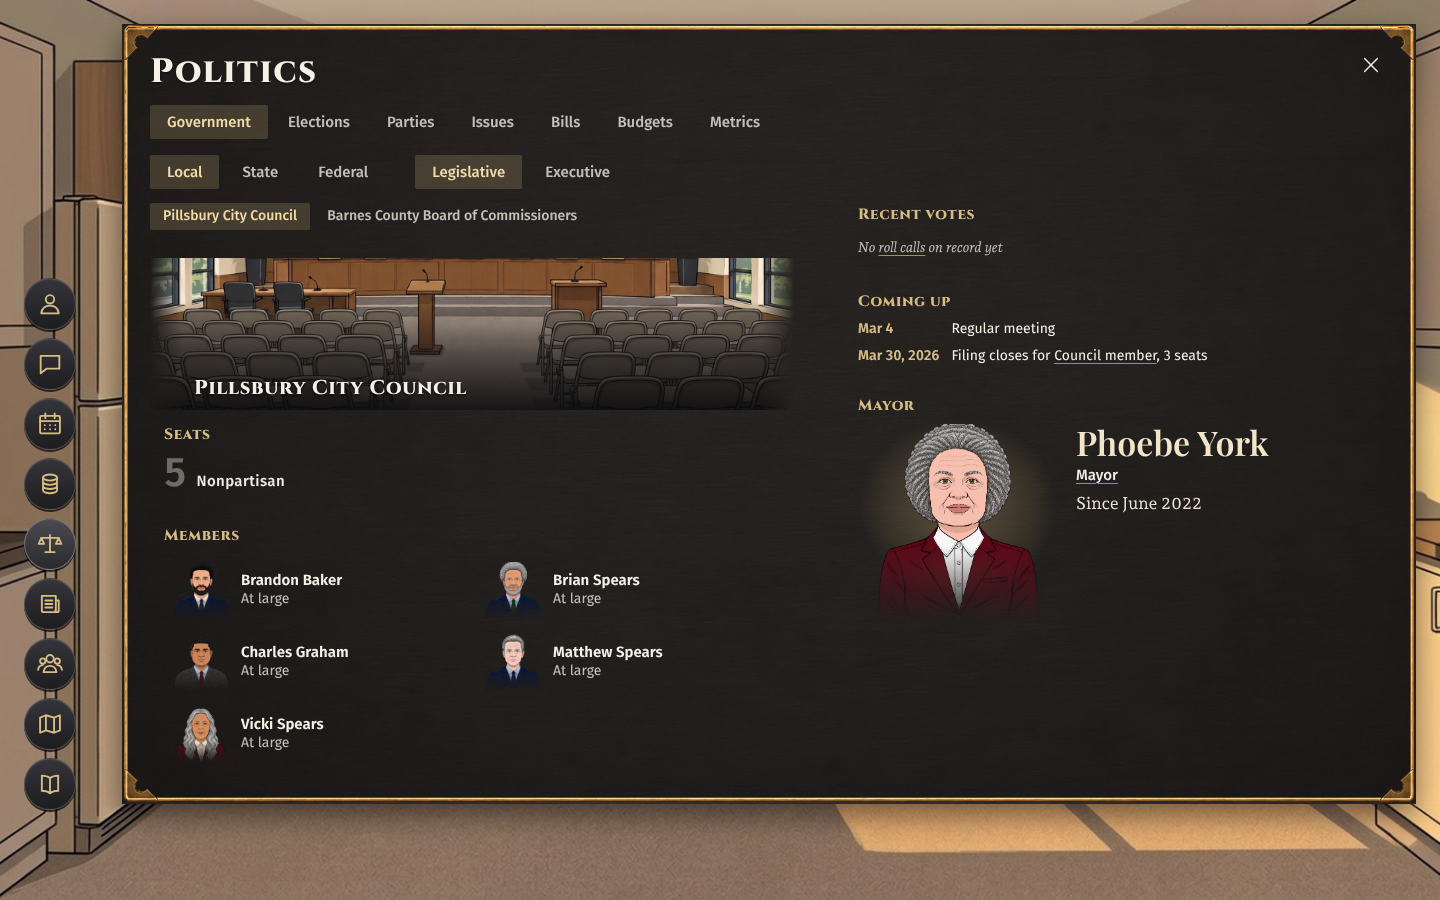 Politics
Government Elections Parties Issues Bills Budgets Metrics
Local State Federal Legislative Executive
Pillsbury City Council Barnes County Board of Commissioners
Pillsbury City Council
Seats
5 Nonpartisan
Members
Brandon Baker
At large
Brian Spears
At large
Charles Graham
At large
Matthew Spears
At large
Vicki Spears
At large
Recent votes
No roll calls on record yet
Coming up
Mar 4 Regular meeting
Mar 30, 2026 Filing closes for Council member, 3 seats
Mayor
Phoebe York
Mayor
Since June 2022